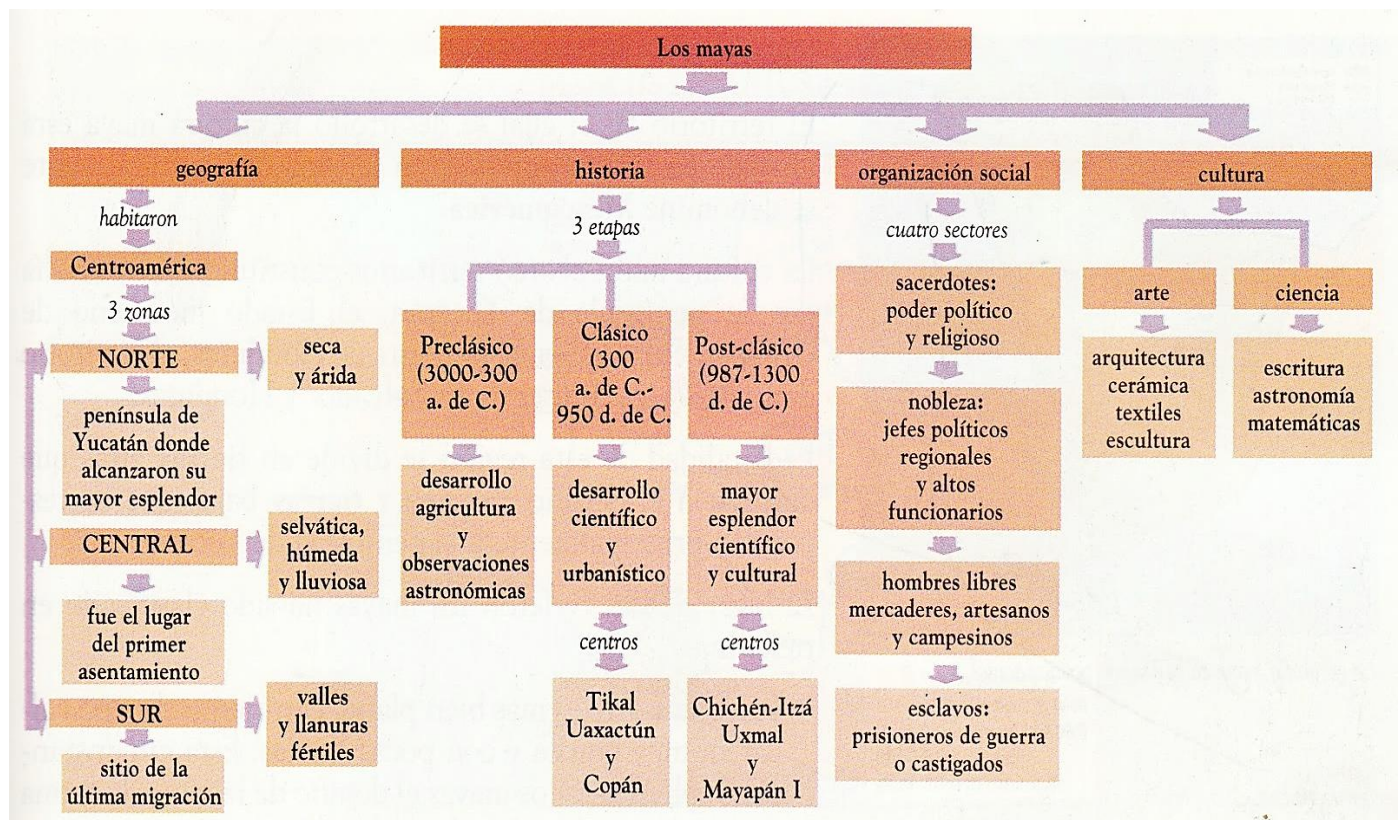 Los mayas
geografía
habitaron
Centroamérica
3 zonas
NORTE
seca
y árida
península de
Yucatán donde
alcanzaron su
mayor esplendor
CENTRAL
selvática,
húmeda
y lluviosa
fue el lugar
del primer
asentamiento
SUR
valles
y llanuras
fértiles
sitio de la
última migración
historia
3 etapas
Preclásico
(3000-300
a. de C.)
desarrollo
agricultura
y
observaciones
astronómicas
Clásico
(300
a. de C.-
950 d. de C.
desarrollo
científico
y
urbanístico
centros
Tikal
Uaxactún
y
Copán
Post-clásico
(987-1300
d. de C.)
mayor
esplendor
científico
y cultural
centros
Chichén-Itzá
Uxmal
y
Mayapán I
organización social
cuatro sectores
sacerdotes:
poder político
y religioso
nobleza:
jefes políticos
regionales
y altos
funcionarios
hombres libres
mercaderes, artesanos
y campesinos
esclavos:
prisioneros de guerra
o castigados
cultura
arte
arquitectura
cerámica
textiles
escultura
ciencia
escritura
astronomía
matemáticas